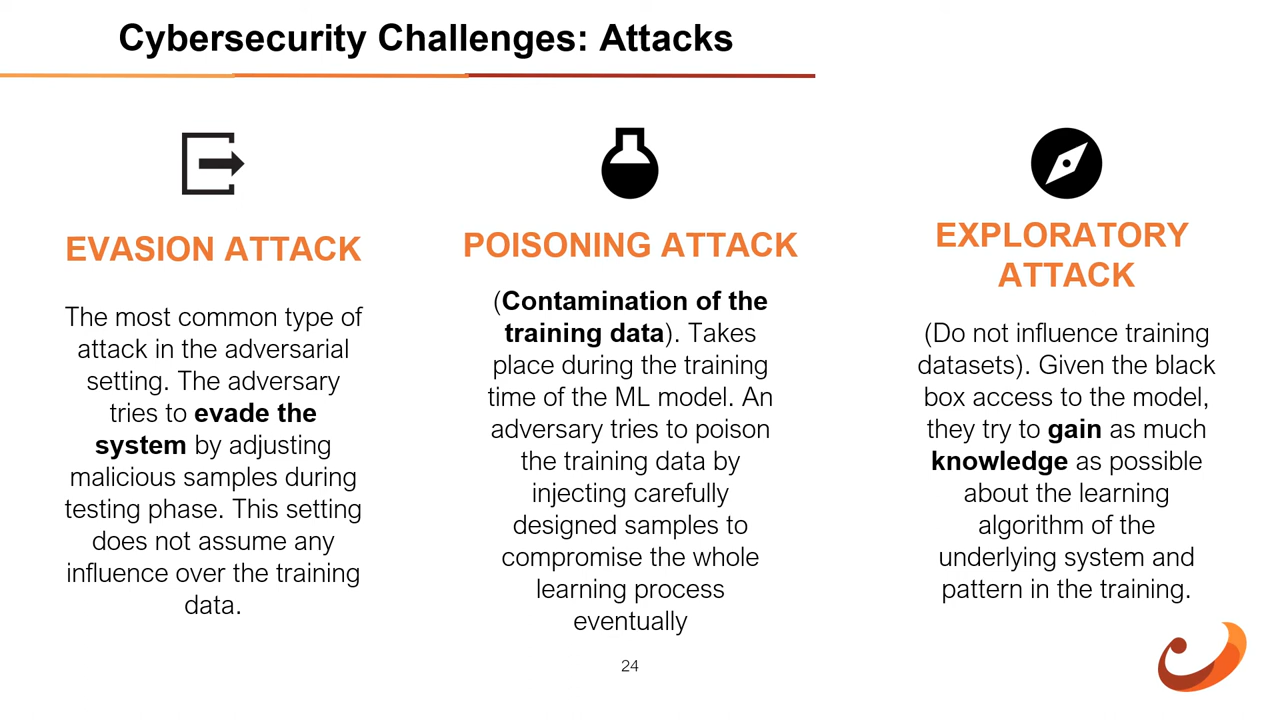 Cybersecurity Challenges: Attacks
EVASION ATTACK
The most common type of
attack in the adversarial
setting. The adversary
tries to evade the
system by adjusting
malicious samples during
testing phase. This setting
does not assume any
influence over the training
data.
POISONING ATTACK
(Contamination of the
training data). Takes
place during the training
time of the ML model. An
adversary tries to poison
the training data by
injecting carefully
designed samples to
compromise the whole
learning process
eventually
EXPLORATORY
ATTACK
(Do not influence training
datasets). Given the black
box access to the model,
they try to gain as much
knowledge as possible
about the learning
algorithm of the
underlying system and
pattern in the training.
24